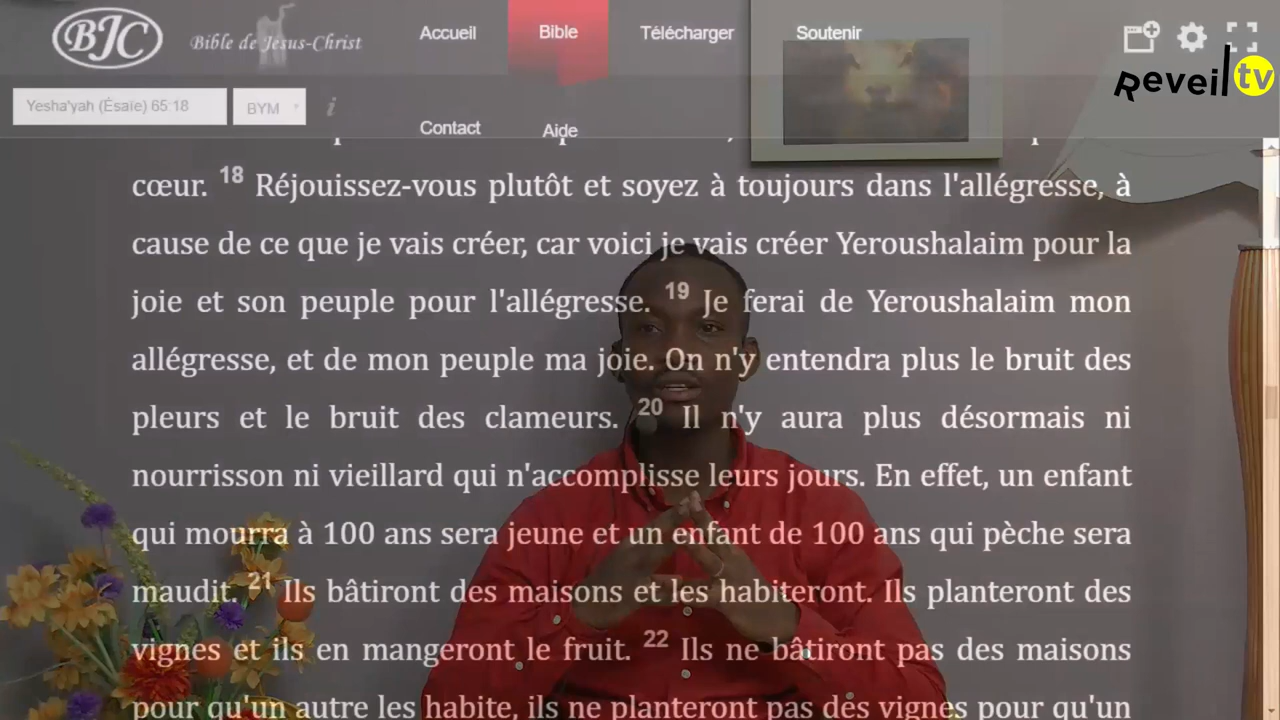 BJC Bible de Jesus-Christ Accueil Bible Télécharger Soutenir
Reveil tv
Yesha'yah (Ésaïe) 65:18 BYM i Contact Aide
cœur. 18 Réjouissez-vous plutôt et soyez à toujours dans l'allégresse, à
cause de ce que je vais créer, car voici je vais créer Yeroushalaim pour la
joie et son peuple pour l'allégresse. 19 Je ferai de Yeroushalaim mon
allégresse, et de mon peuple ma joie. On n'y entendra plus le bruit des
pleurs et le bruit des clameurs. 20 Il n'y aura plus désormais ni
nourrisson ni vieillard qui n'accomplisse leurs jours. En effet, un enfant
qui mourra à 100 ans sera jeune et un enfant de 100 ans qui pèche sera
maudit. 21 Ils bâtiront des maisons et les habiteront. Ils planteront des
vignes et ils en mangeront le fruit. 22 Ils ne bâtiront pas des maisons
pour qu'un autre les habite, ils ne planteront pas des vignes pour qu'un